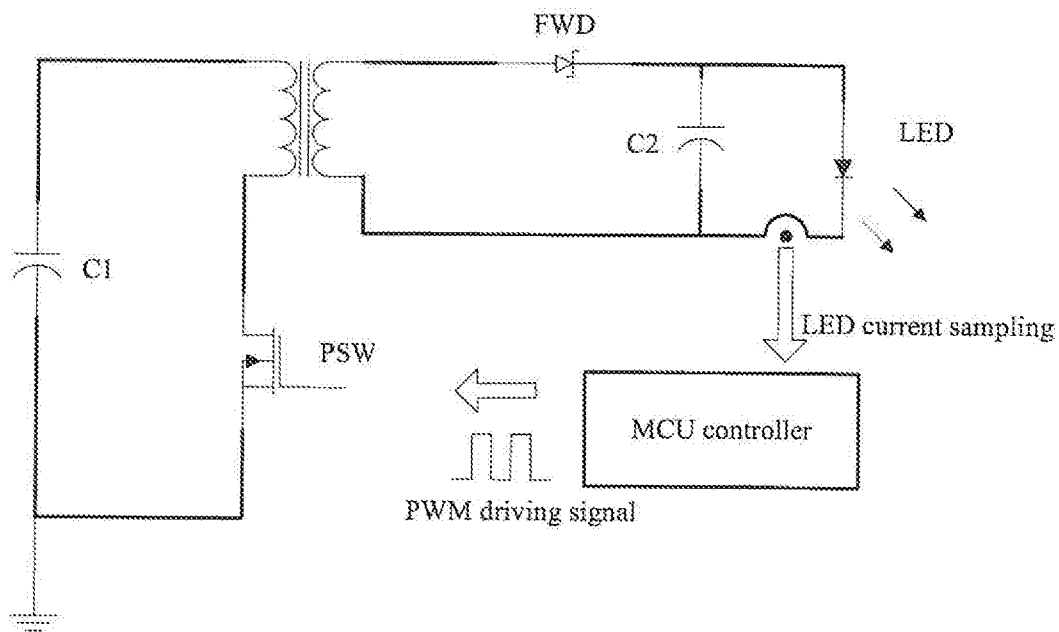 FWD
C2
LED
C1
LED current sampling
PSW
MCU controller
PWM driving signal